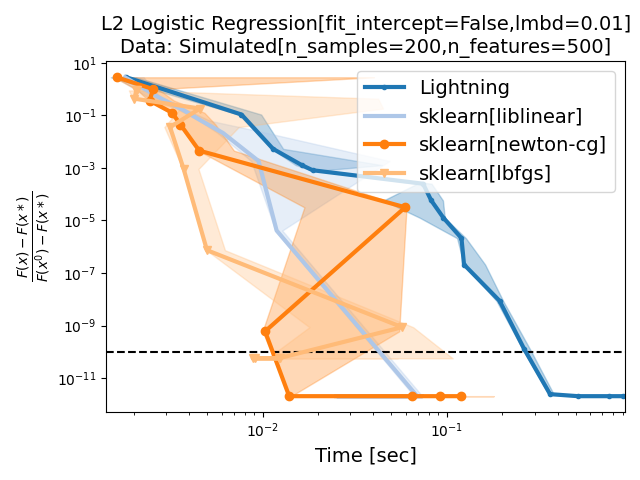 L2 Logistic Regression[fit_intercept=False,lmbd=0.01]
Data: Simulated[n_samples=200,n_features=500]
10¹
10⁻¹
10⁻³
10⁻⁵
10⁻⁷
10⁻⁹
10⁻¹¹
F(x) − F(x*)
F(x⁰) − F(x*)
Lightning
sklearn[liblinear]
sklearn[newton-cg]
sklearn[lbfgs]
10⁻² 10⁻¹
Time [sec]